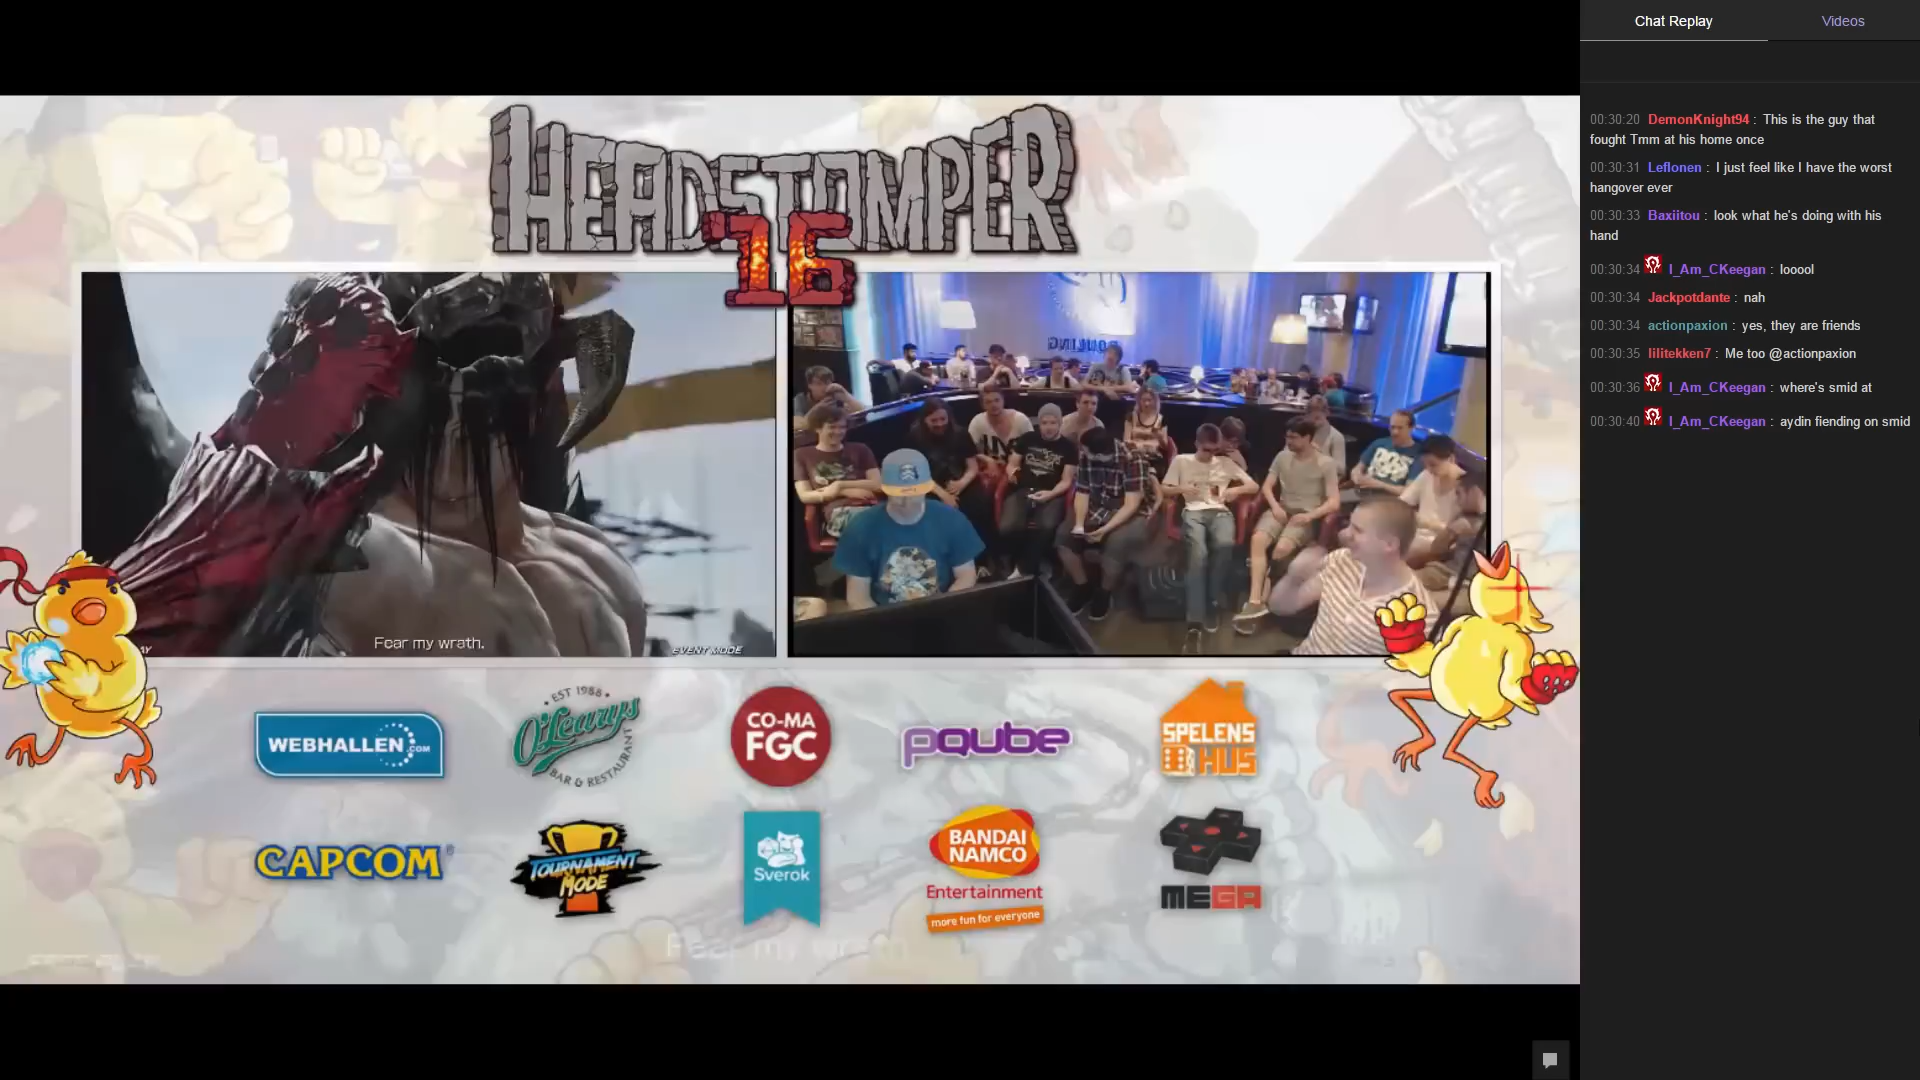 Chat Replay
Videos
HEADSTOMPER
16
Fear my wrath.
AY
EVENT MODE
BOWLING
WEBHALLEN.COM
• EST 1988 •
O'Learys
BAR & RESTAURANT
CO-MA
FGC
PQube
SPELENS
HUS
CAPCOM
TOURNAMENT
MODE
Sverok
BANDAI
NAMCO
Entertainment
more fun for everyone
MEGA
Fear my wrath
00:30:20 DemonKnight94 : This is the guy that
fought Tmm at his home once
00:30:31 Leflonen : I just feel like I have the worst
hangover ever
00:30:33 Baxiitou : look what he's doing with his
hand
00:30:34 I_Am_CKeegan : looool
00:30:34 Jackpotdante : nah
00:30:34 actionpaxion : yes, they are friends
00:30:35 lilitekken7 : Me too @actionpaxion
00:30:36 I_Am_CKeegan : where's smid at
00:30:40 I_Am_CKeegan : aydin fiending on smid